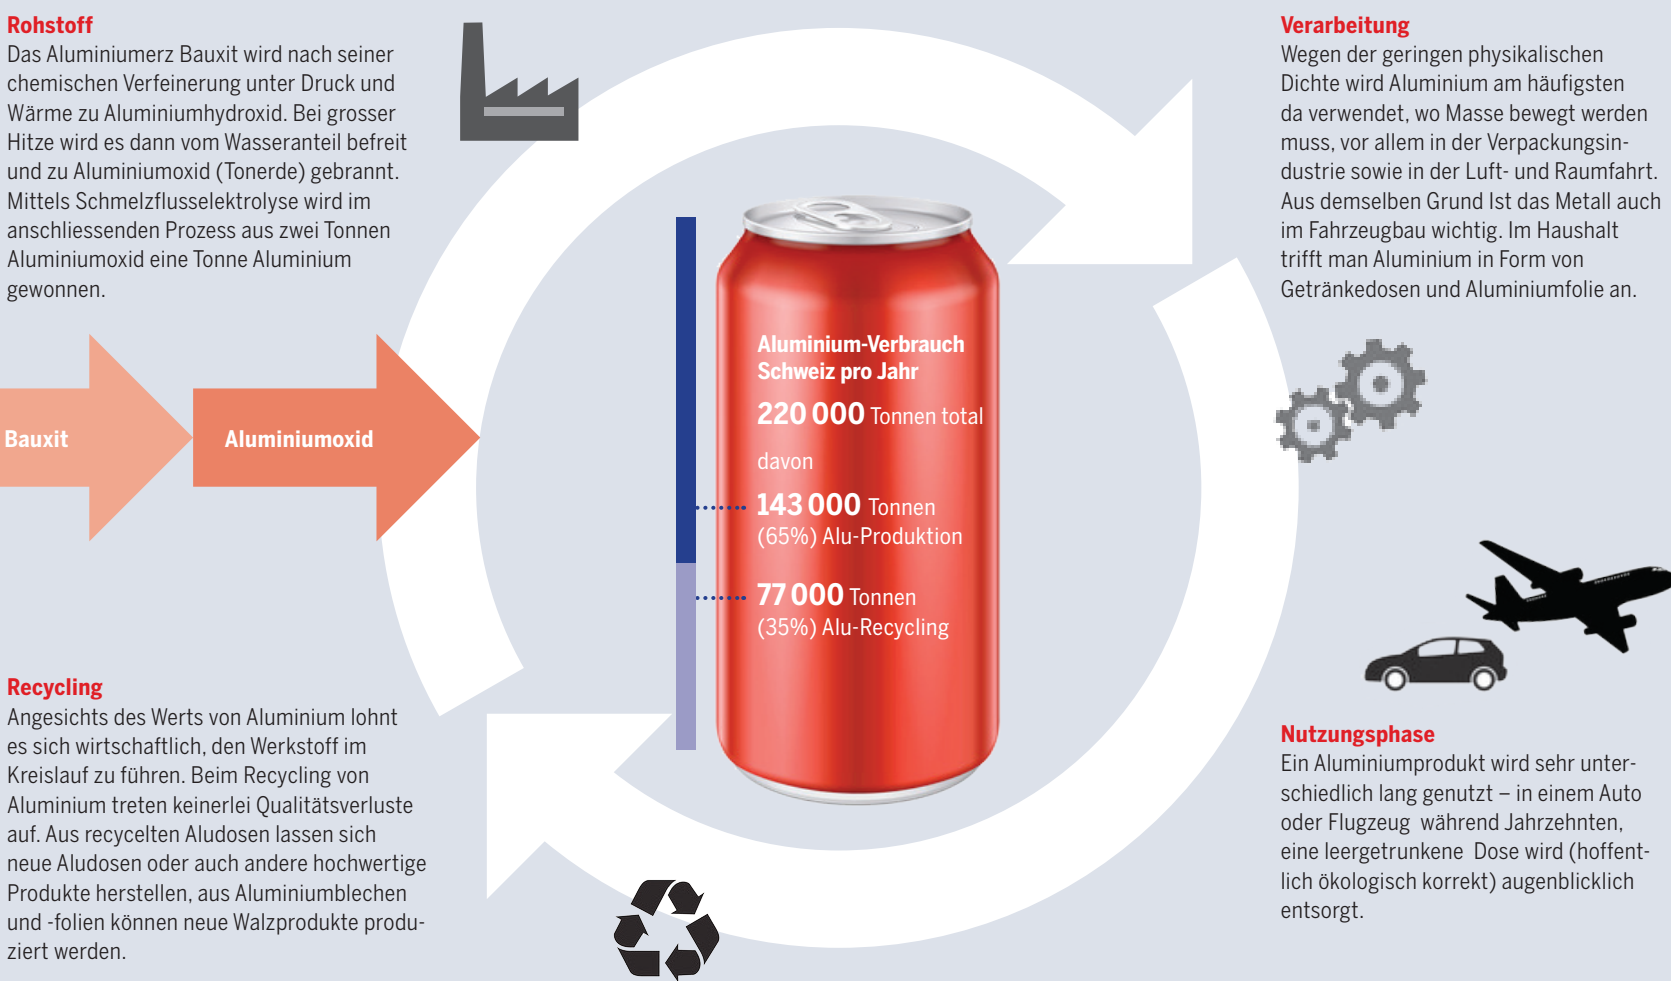 Rohstoff
Das Aluminiumerz Bauxit wird nach seiner
chemischen Verfeinerung unter Druck und
Wärme zu Aluminiumhydroxid. Bei grosser
Hitze wird es dann vom Wasseranteil befreit
und zu Aluminiumoxid (Tonerde) gebrannt.
Mittels Schmelzflusselektrolyse wird im
anschliessenden Prozess aus zwei Tonnen
Aluminiumoxid eine Tonne Aluminium
gewonnen.
Bauxit
Aluminiumoxid
Aluminium-Verbrauch
Schweiz pro Jahr
220 000 Tonnen total
davon
143 000 Tonnen
(65%) Alu-Produktion
77 000 Tonnen
(35%) Alu-Recycling
Verarbeitung
Wegen der geringen physikalischen
Dichte wird Aluminium am häufigsten
da verwendet, wo Masse bewegt werden
muss, vor allem in der Verpackungsin-
dustrie sowie in der Luft- und Raumfahrt.
Aus demselben Grund Ist das Metall auch
im Fahrzeugbau wichtig. Im Haushalt
trifft man Aluminium in Form von
Getränkedosen und Aluminiumfolie an.
Nutzungsphase
Ein Aluminiumprodukt wird sehr unter-
schiedlich lang genutzt – in einem Auto
oder Flugzeug während Jahrzehnten,
eine leergetrunkene Dose wird (hoffent-
lich ökologisch korrekt) augenblicklich
entsorgt.
Recycling
Angesichts des Werts von Aluminium lohnt
es sich wirtschaftlich, den Werkstoff im
Kreislauf zu führen. Beim Recycling von
Aluminium treten keinerlei Qualitätsverluste
auf. Aus recycelten Aludosen lassen sich
neue Aludosen oder auch andere hochwertige
Produkte herstellen, aus Aluminiumblechen
und -folien können neue Walzprodukte produ-
ziert werden.